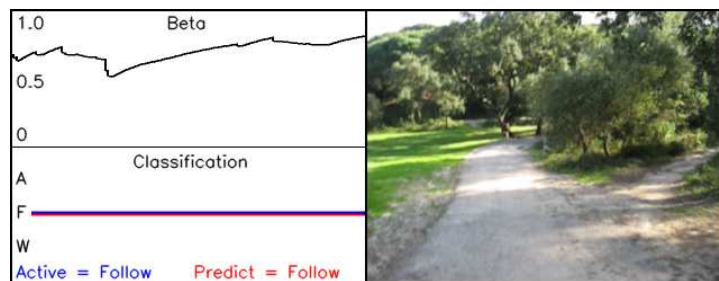 1.0 Beta
0.5
0
Classification
A
F
W
Active = Follow Predict = Follow